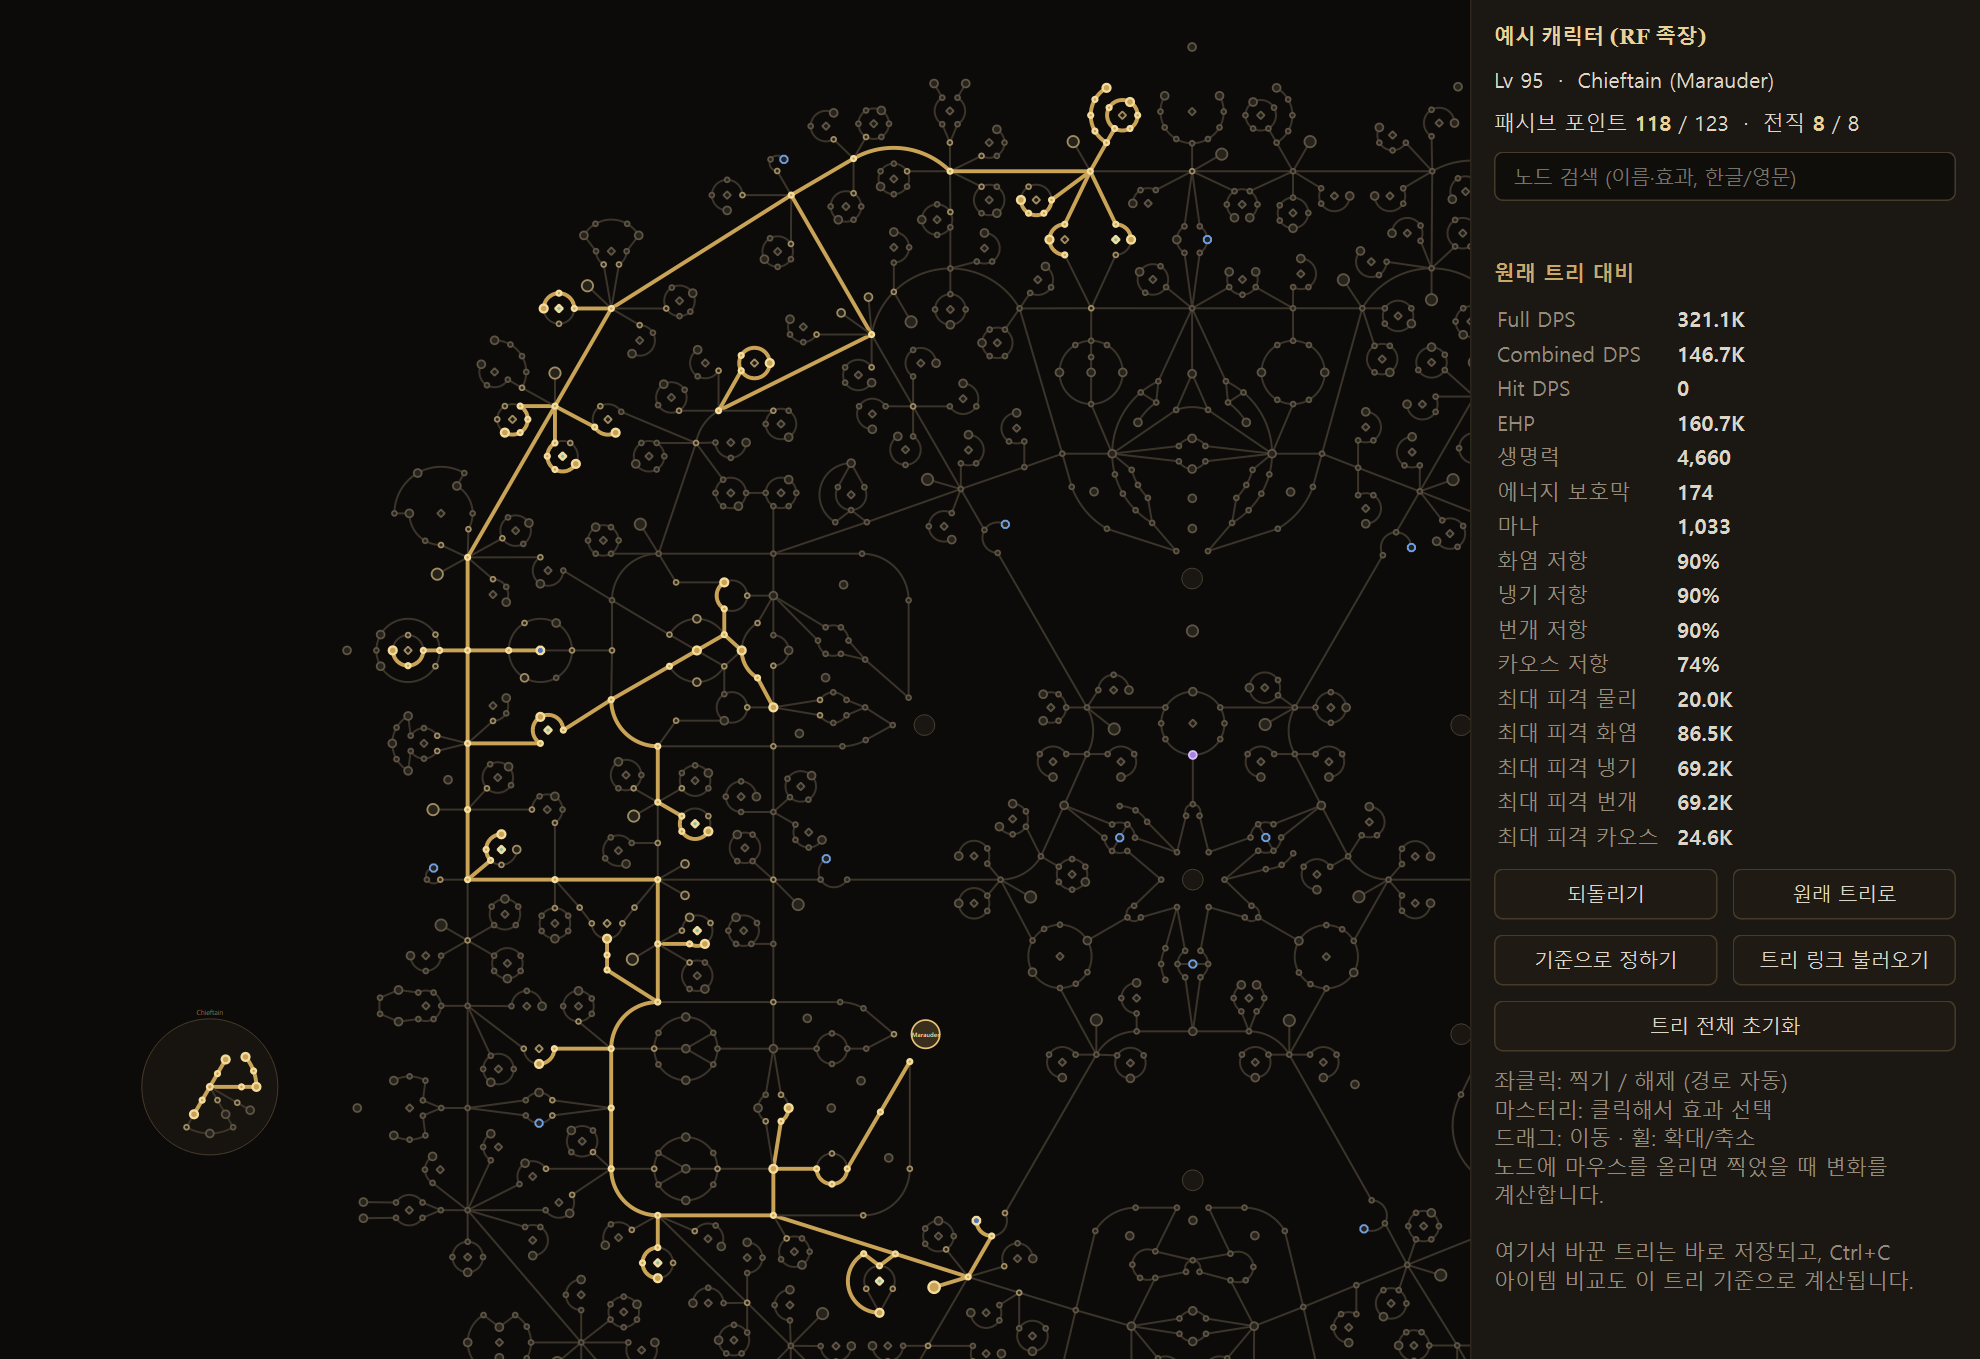 예시 캐릭터 (RF 족장)
Lv 95 · Chieftain (Marauder)
패시브 포인트 118 / 123 · 전직 8 / 8
노드 검색 (이름·효과, 한글/영문)
원래 트리 대비
Full DPS 321.1K
Combined DPS 146.7K
Hit DPS 0
EHP 160.7K
생명력 4,660
에너지 보호막 174
마나 1,033
화염 저항 90%
냉기 저항 90%
번개 저항 90%
카오스 저항 74%
최대 피격 물리 20.0K
최대 피격 화염 86.5K
최대 피격 냉기 69.2K
최대 피격 번개 69.2K
최대 피격 카오스 24.6K
되돌리기 원래 트리로
기준으로 정하기 트리 링크 불러오기
트리 전체 초기화
좌클릭: 찍기 / 해제 (경로 자동)
마스터리: 클릭해서 효과 선택
드래그: 이동 · 휠: 확대/축소
노드에 마우스를 올리면 찍었을 때 변화를
계산합니다.
여기서 바꾼 트리는 바로 저장되고, Ctrl+C
아이템 비교도 이 트리 기준으로 계산됩니다.
Chieftain
Marauder